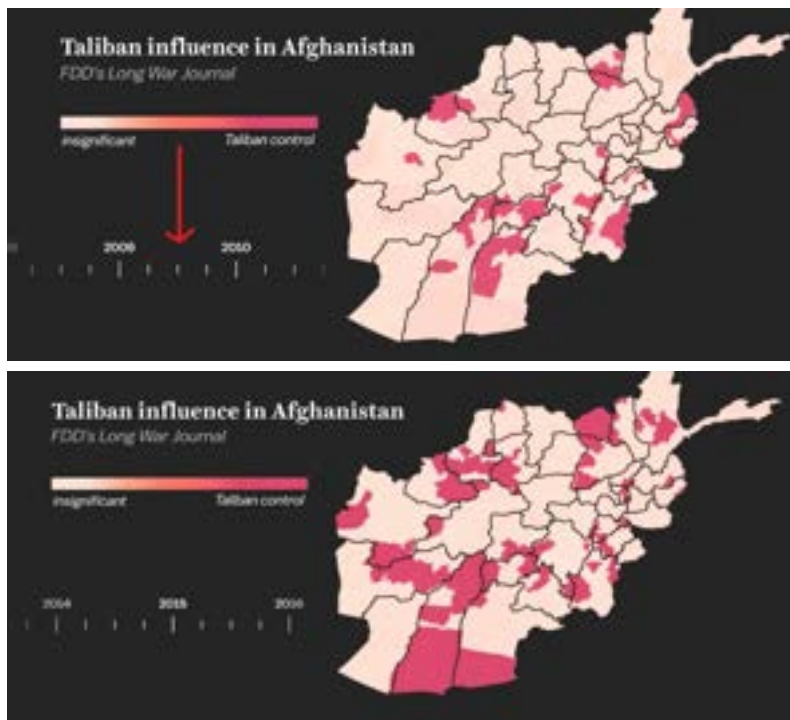 Taliban influence in Afghanistan
FDD's Long War Journal
insignificant Taliban control
2010
Taliban influence in Afghanistan
FDD's Long War Journal
insignificant Taliban control
2014 2015 2016